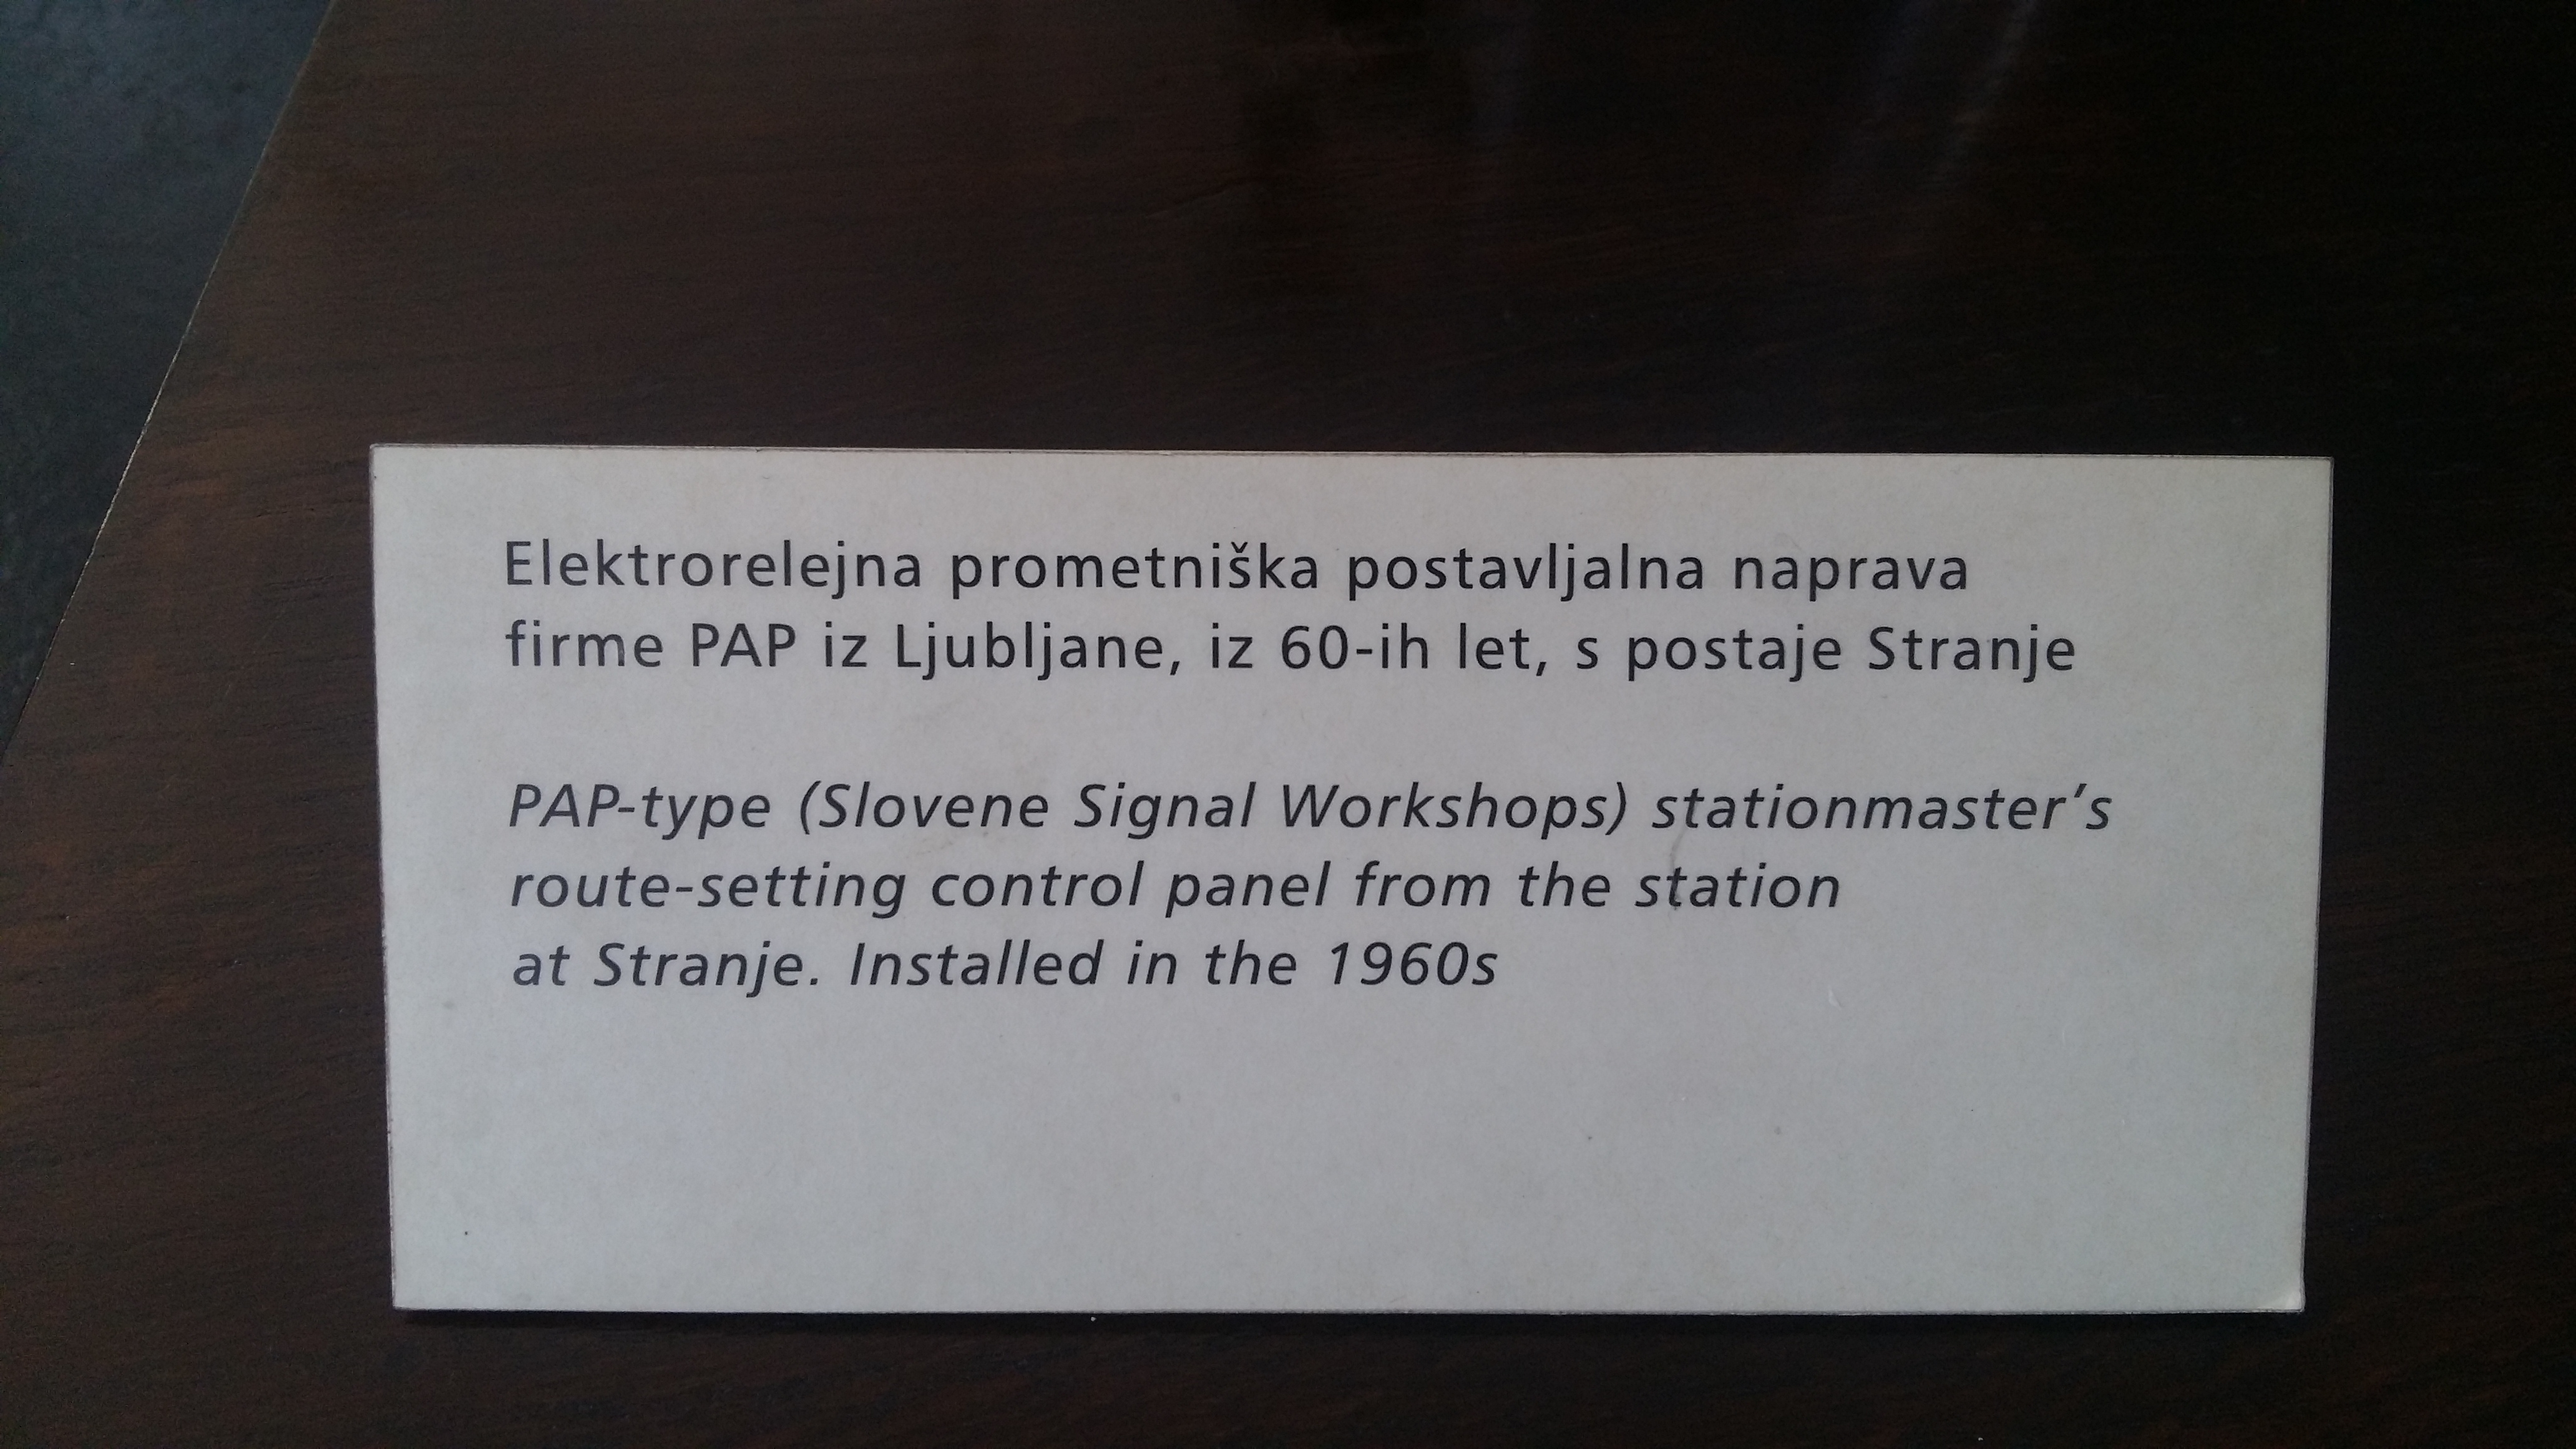 Elektrorelejna prometniška postavljalna naprava
firme PAP iz Ljubljane, iz 60-ih let, s postaje Stranje
PAP-type (Slovene Signal Workshops) stationmaster’s
route-setting control panel from the station
at Stranje. Installed in the 1960s